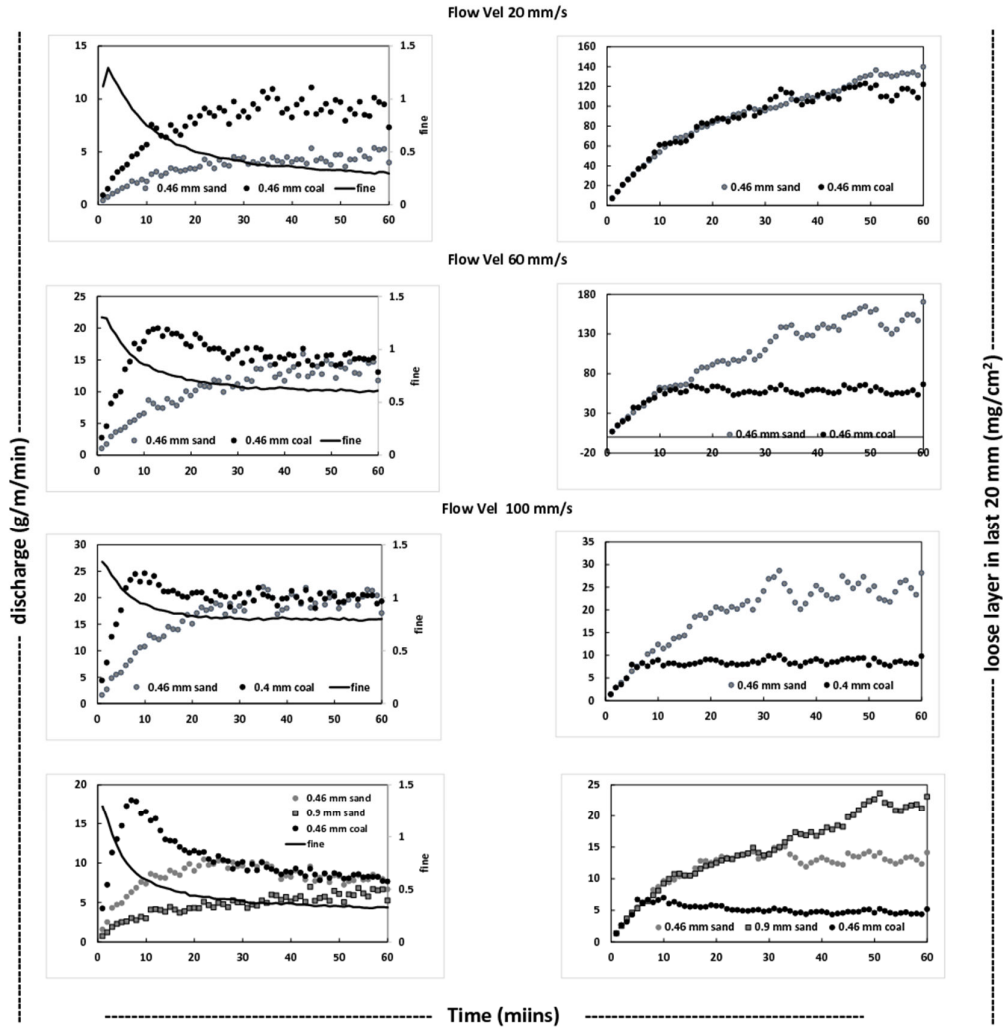 Flow Vel 20 mm/s
15
10
5
0
1.5
1
0.5
0
fine
0.46 mm sand 0.46 mm coal fine
0 10 20 30 40 50 60
160
140
120
100
80
60
40
20
0
0.46 mm sand 0.46 mm coal
0 10 20 30 40 50 60
Flow Vel 60 mm/s
25
20
15
10
5
0
1.5
1
0.5
0
fine
0.46 mm sand 0.46 mm coal fine
0 10 20 30 40 50 60
180
130
80
30
-20
0.46 mm sand 0.46 mm coal
0 10 20 30 40 50 60
Flow Vel 100 mm/s
30
25
20
15
10
5
0
1.5
1
0.5
0
fine
0.46 mm sand 0.4 mm coal fine
0 10 20 30 40 50 60
35
30
25
20
15
10
5
0
0.46 mm sand 0.4 mm coal
0 10 20 30 40 50 60
20
15
10
5
0
1.5
1
0.5
0
fine
0.46 mm sand
0.9 mm sand
0.46 mm coal
fine
0 10 20 30 40 50 60
25
20
15
10
5
0
0.46 mm sand 0.9 mm sand 0.46 mm coal
0 10 20 30 40 50 60
discharge (g/m/min)
loose layer in last 20 mm (mg/cm²)
Time (miins)